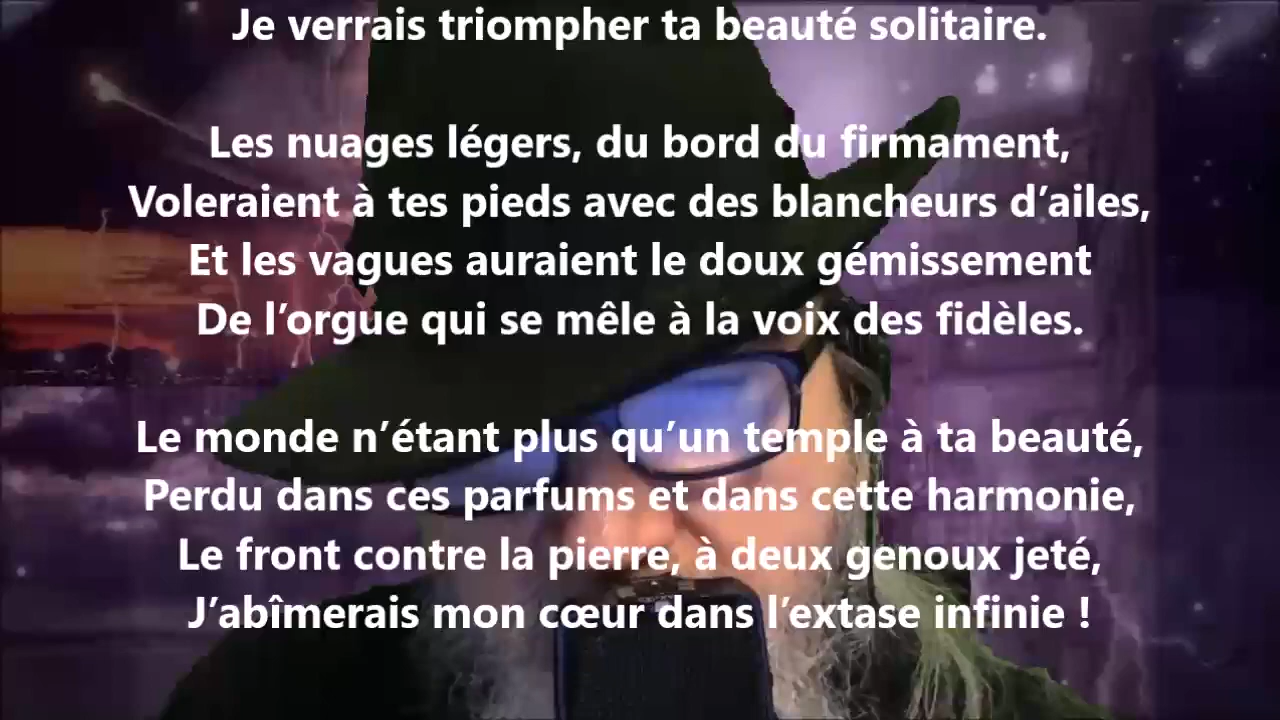 Je verrais triompher ta beauté solitaire.
Les nuages légers, du bord du firmament,
Voleraient à tes pieds avec des blancheurs d’ailes,
Et les vagues auraient le doux gémissement
De l’orgue qui se mêle à la voix des fidèles.
Le monde n’étant plus qu’un temple à ta beauté,
Perdu dans ces parfums et dans cette harmonie,
Le front contre la pierre, à deux genoux jeté,
J’abîmerais mon cœur dans l’extase infinie !